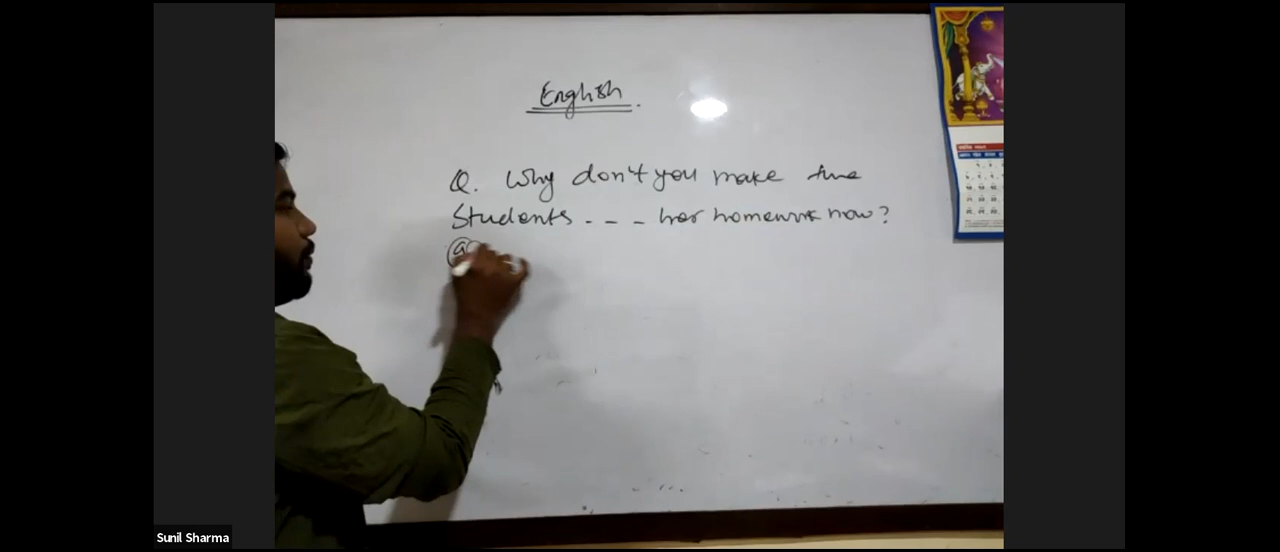 English.
Q. Why don't you make the
Students - - - her homework now?
(a)
Sunil Sharma